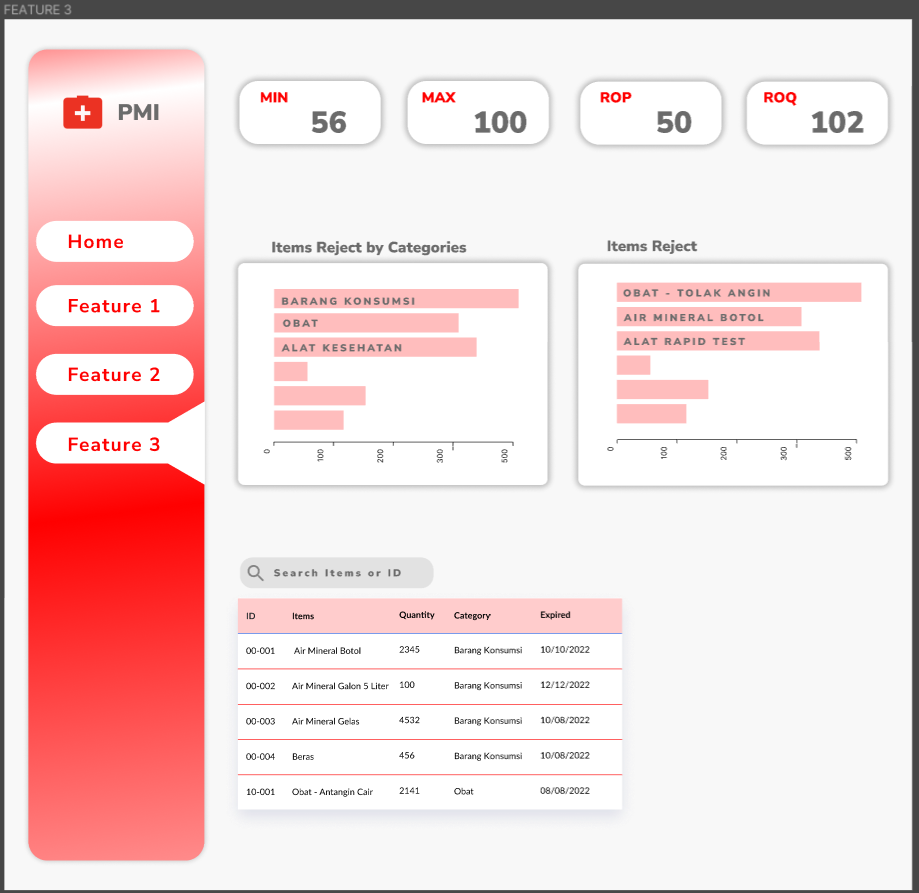 FEATURE 3
PMI
Home
Feature 1
Feature 2
Feature 3
MIN
56
MAX
100
ROP
50
ROQ
102
Items Reject by Categories
BARANG KONSUMSI
OBAT
ALAT KESEHATAN
0 100 200 300 500
Items Reject
OBAT - TOLAK ANGIN
AIR MINERAL BOTOL
ALAT RAPID TEST
0 100 200 300 500
Search Items or ID
ID Items Quantity Category Expired
00-001 Air Mineral Botol 2345 Barang Konsumsi 10/10/2022
00-002 Air Mineral Galon 5 Liter 100 Barang Konsumsi 12/12/2022
00-003 Air Mineral Gelas 4532 Barang Konsumsi 10/08/2022
00-004 Beras 456 Barang Konsumsi 10/08/2022
10-001 Obat - Antangin Cair 2141 Obat 08/08/2022